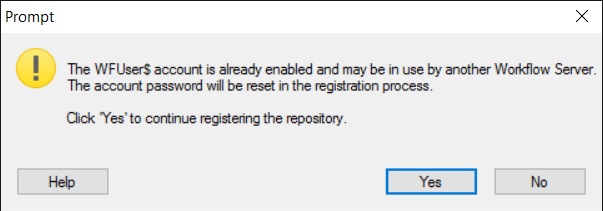 Prompt
The WFUser$ account is already enabled and may be in use by another Workflow Server.
The account password will be reset in the registration process.
Click 'Yes' to continue registering the repository.
Help
Yes
No